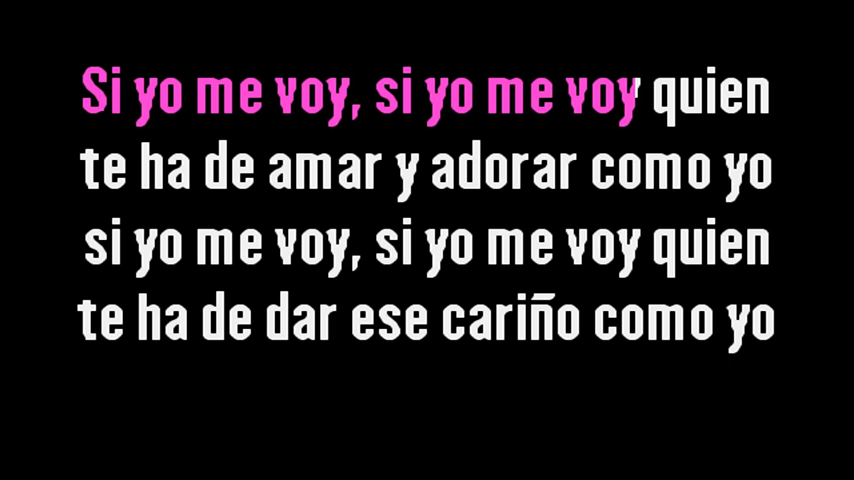 Si yo me voy, si yo me voy quien
te ha de amar y adorar como yo
si yo me voy, si yo me voy quien
te ha de dar ese cariño como yo